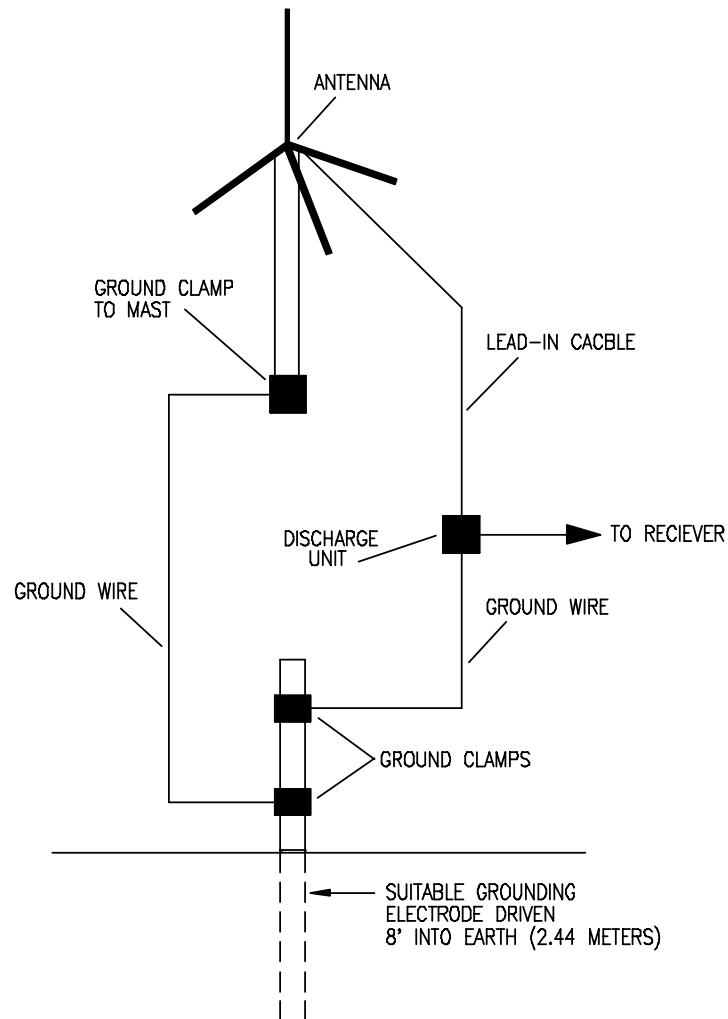 ANTENNA
GROUND CLAMP
TO MAST
LEAD-IN CACBLE
DISCHARGE
UNIT
TO RECIEVER
GROUND WIRE
GROUND WIRE
GROUND CLAMPS
SUITABLE GROUNDING
ELECTRODE DRIVEN
8' INTO EARTH (2.44 METERS)